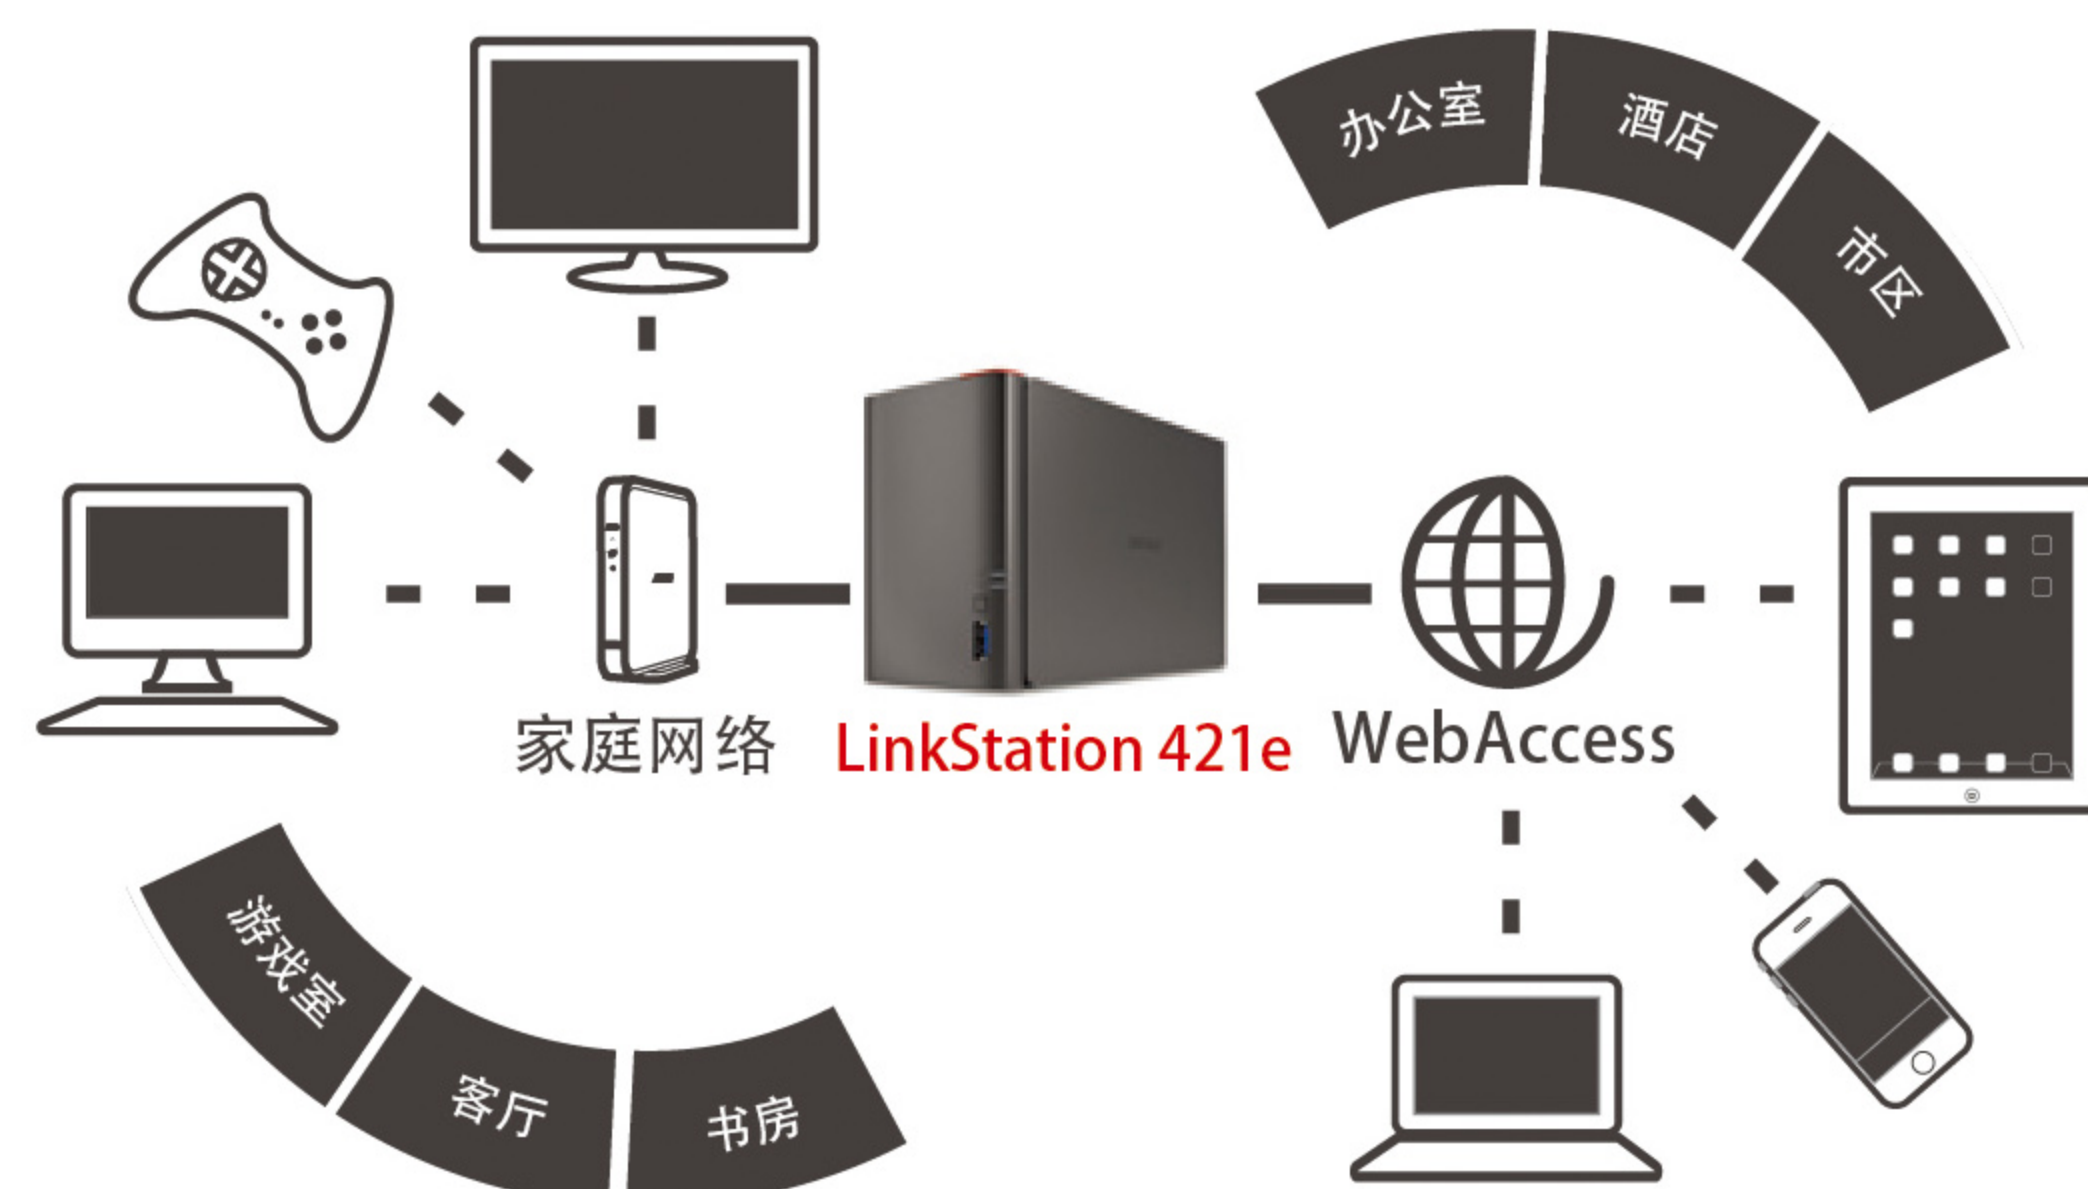 办公室
酒店
市区
家庭网络
LinkStation 421e
WebAccess
游戏室
客厅
书房